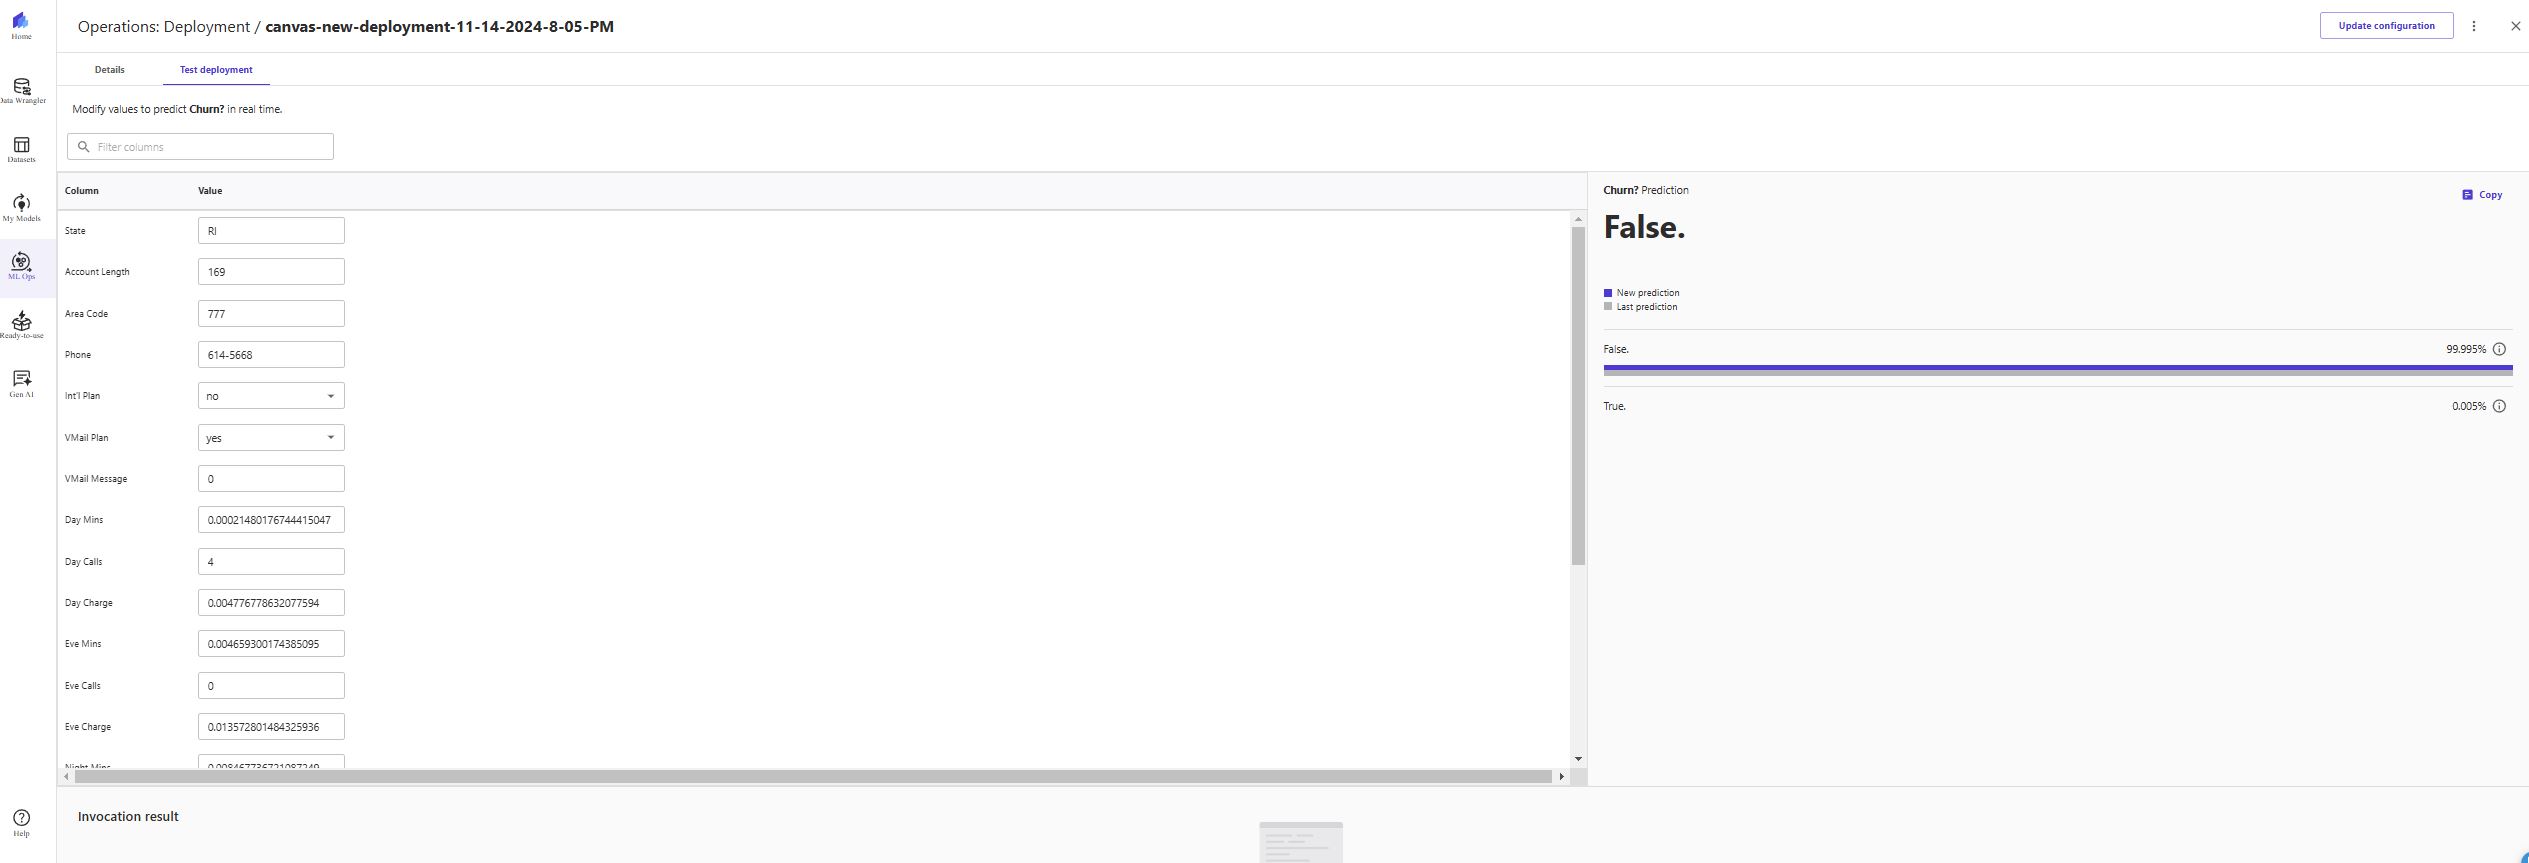 Home
Data Wrangler
Datasets
My Models
ML Ops
Ready-to-use
Gen AI
Help
Operations: Deployment / canvas-new-deployment-11-14-2024-8-05-PM
Update configuration
Details
Test deployment
Modify values to predict Churn? in real time.
Filter columns
Column Value
State RI
Account Length 169
Area Code 777
Phone 614-5668
Int'l Plan no
VMail Plan yes
VMail Message 0
Day Mins 0.00021480176744415047
Day Calls 4
Day Charge 0.004776778632077594
Eve Mins 0.004659300174385095
Eve Calls 0
Eve Charge 0.013572801484325936
Night Mins 0.008467736721087249
Churn? Prediction
Copy
False.
New prediction
Last prediction
False. 99.995%
True. 0.005%
Invocation result